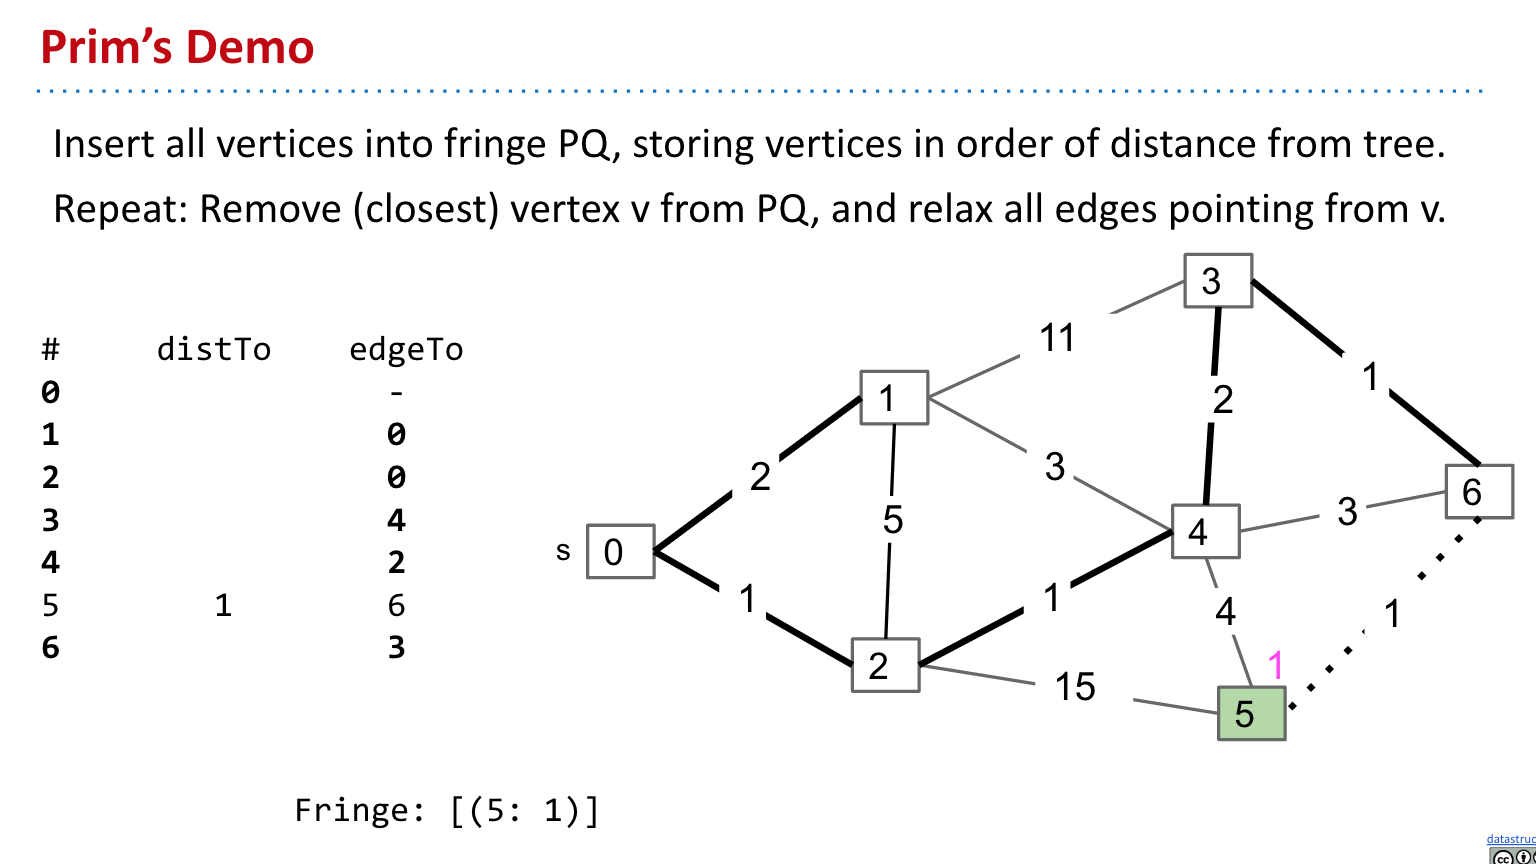 Prim’s Demo
Insert all vertices into fringe PQ, storing vertices in order of distance from tree.
Repeat: Remove (closest) vertex v from PQ, and relax all edges pointing from v.
# distTo edgeTo
0 -
1 0
2 0
3 4
4 2
5 1 6
6 3
3
11
1
1
2
2
3
6
5
3
4
s 0
1
1
4
1
2
1
15
5
Fringe: [(5: 1)]
datastruc
cc